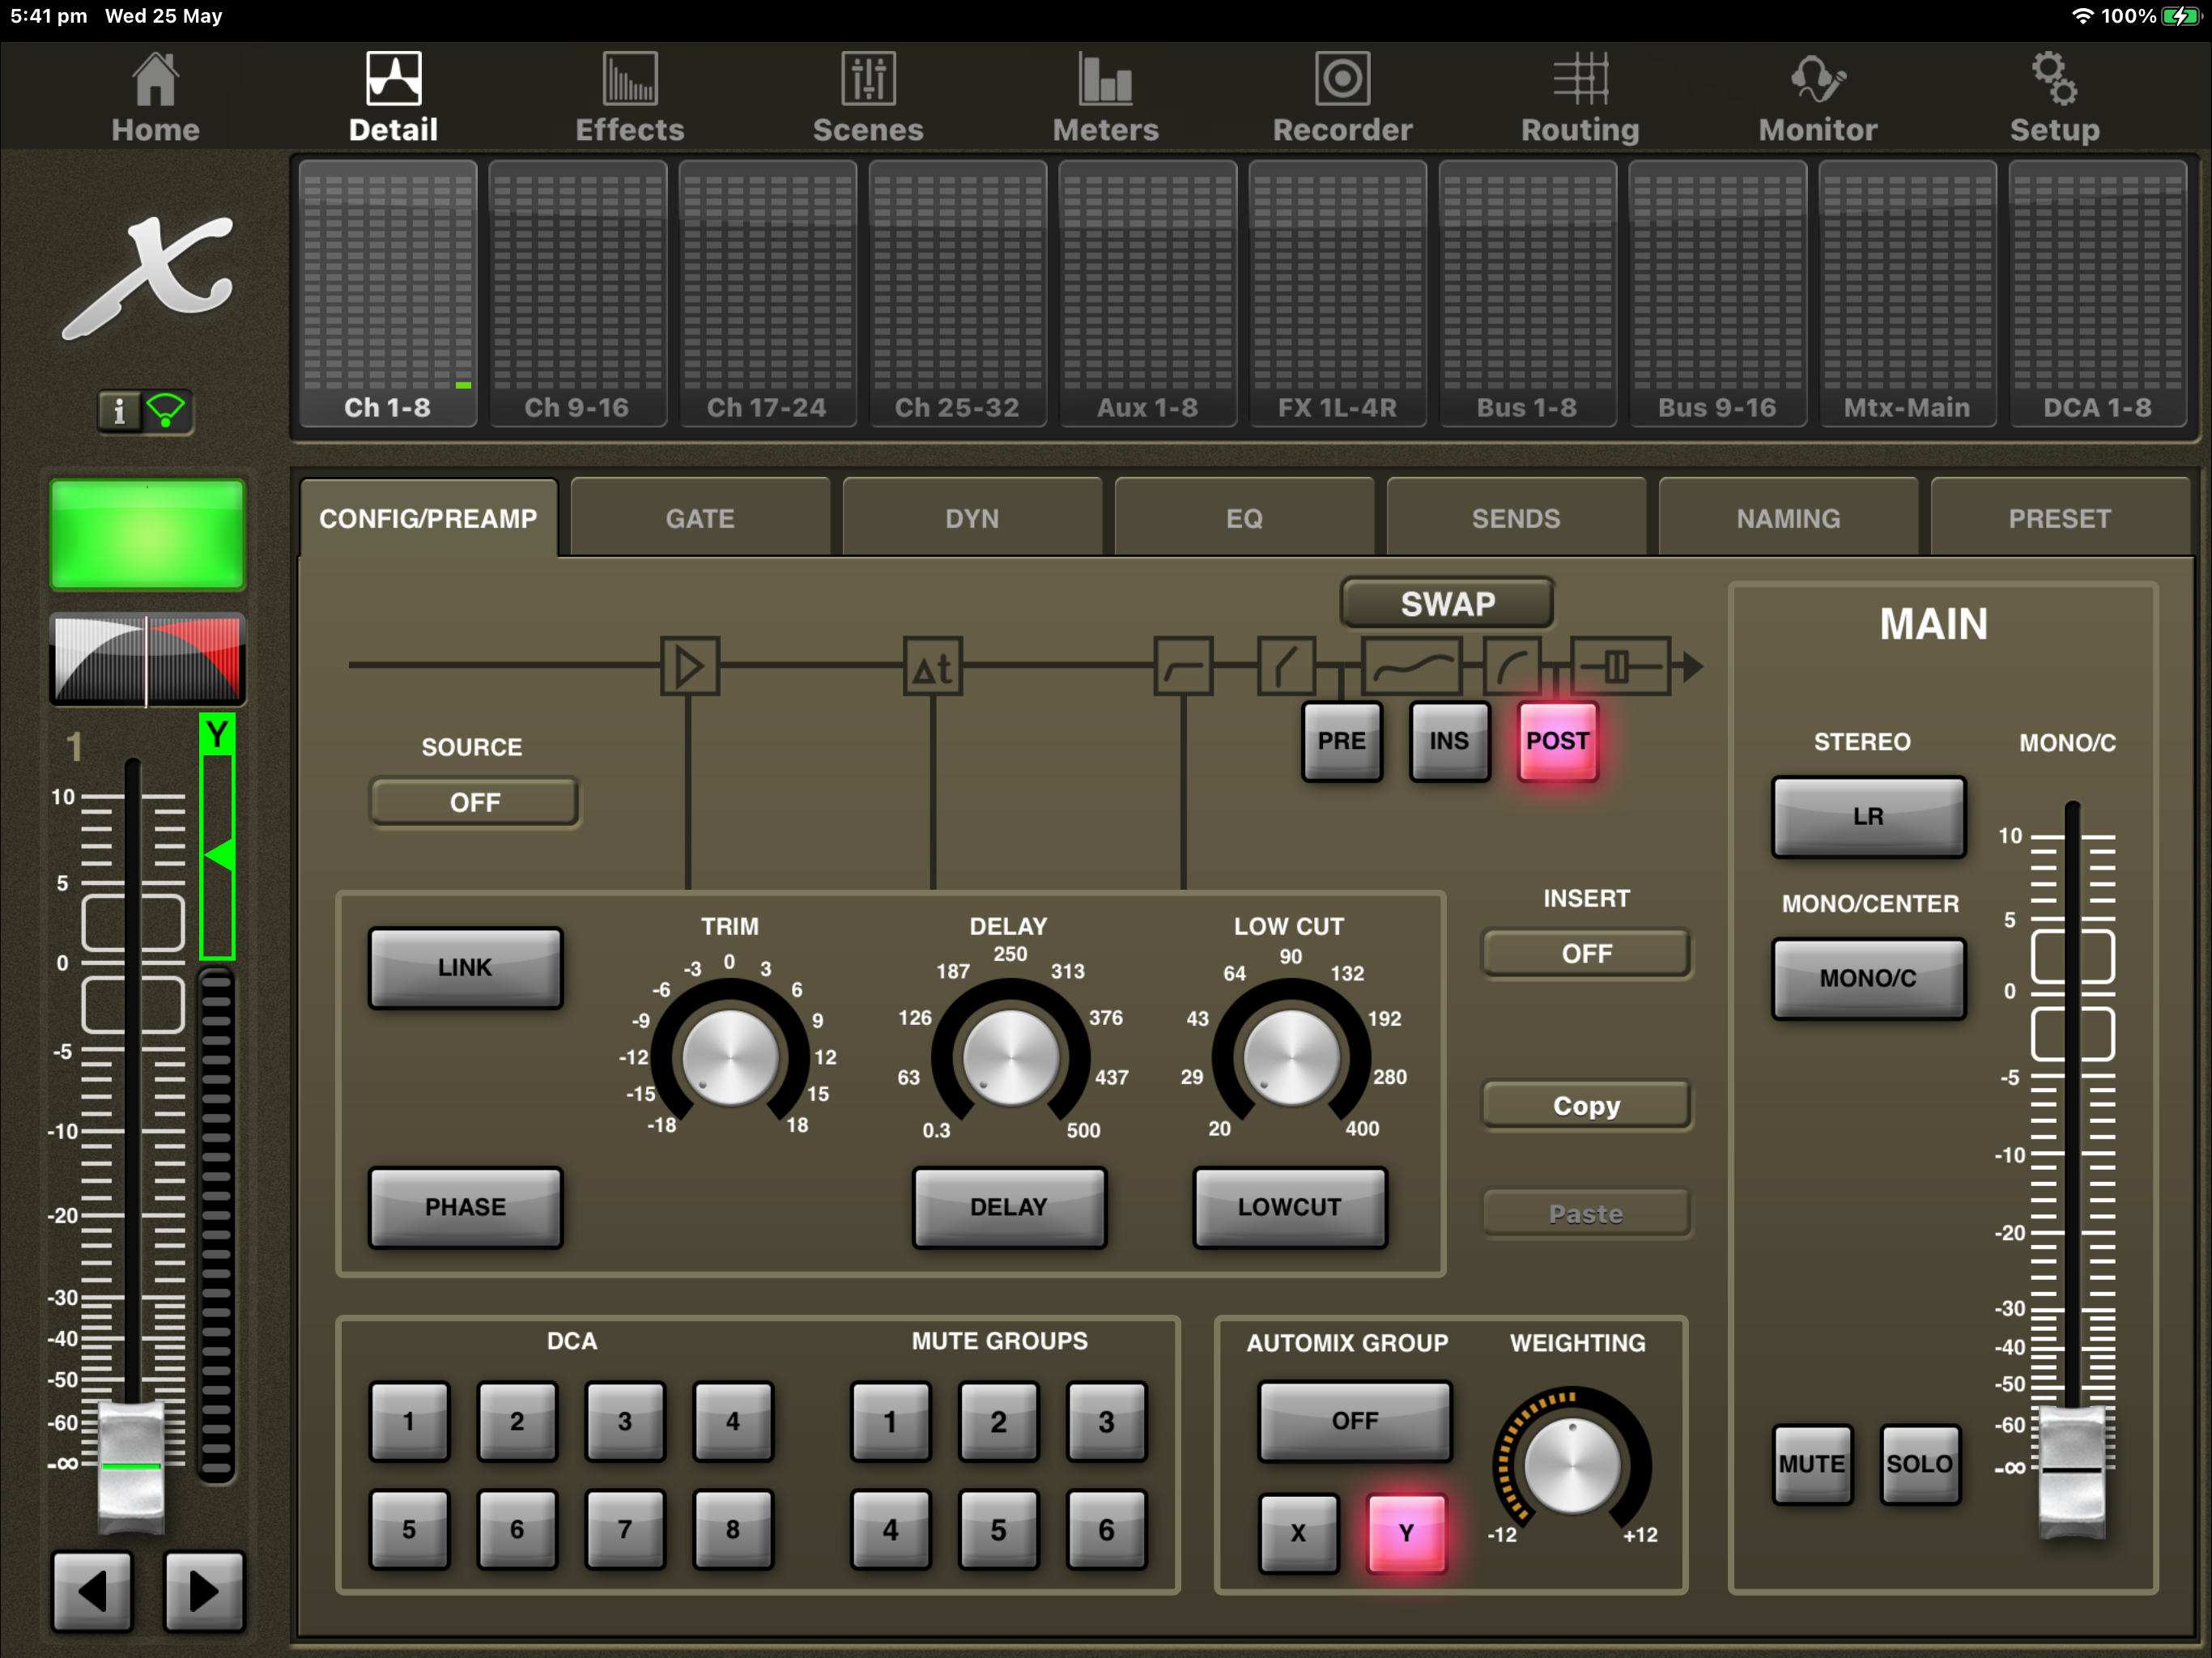 5:41 pm Wed 25 May 100%
Home Detail Effects Scenes Meters Recorder Routing Monitor Setup
Ch 1-8 Ch 9-16 Ch 17-24 Ch 25-32 Aux 1-8 FX 1L-4R Bus 1-8 Bus 9-16 Mtx-Main DCA 1-8
i
CONFIG/PREAMP GATE DYN EQ SENDS NAMING PRESET
1
Y
10
5
0
-5
-10
-20
-30
-40
-50
-60
-∞
SWAP
Δt
PRE INS POST
SOURCE
OFF
LINK
PHASE
TRIM
-18 -15 -12 -9 -6 -3 0 3 6 9 12 15 18
DELAY
0.3 63 126 187 250 313 376 437 500
DELAY
LOW CUT
20 29 43 64 90 132 192 280 400
LOWCUT
INSERT
OFF
Copy
Paste
DCA
1 2 3 4
5 6 7 8
MUTE GROUPS
1 2 3
4 5 6
AUTOMIX GROUP
OFF
X Y
WEIGHTING
-12 +12
MAIN
STEREO
LR
MONO/CENTER
MONO/C
MUTE SOLO
MONO/C
10
5
0
-5
-10
-20
-30
-40
-50
-60
-∞